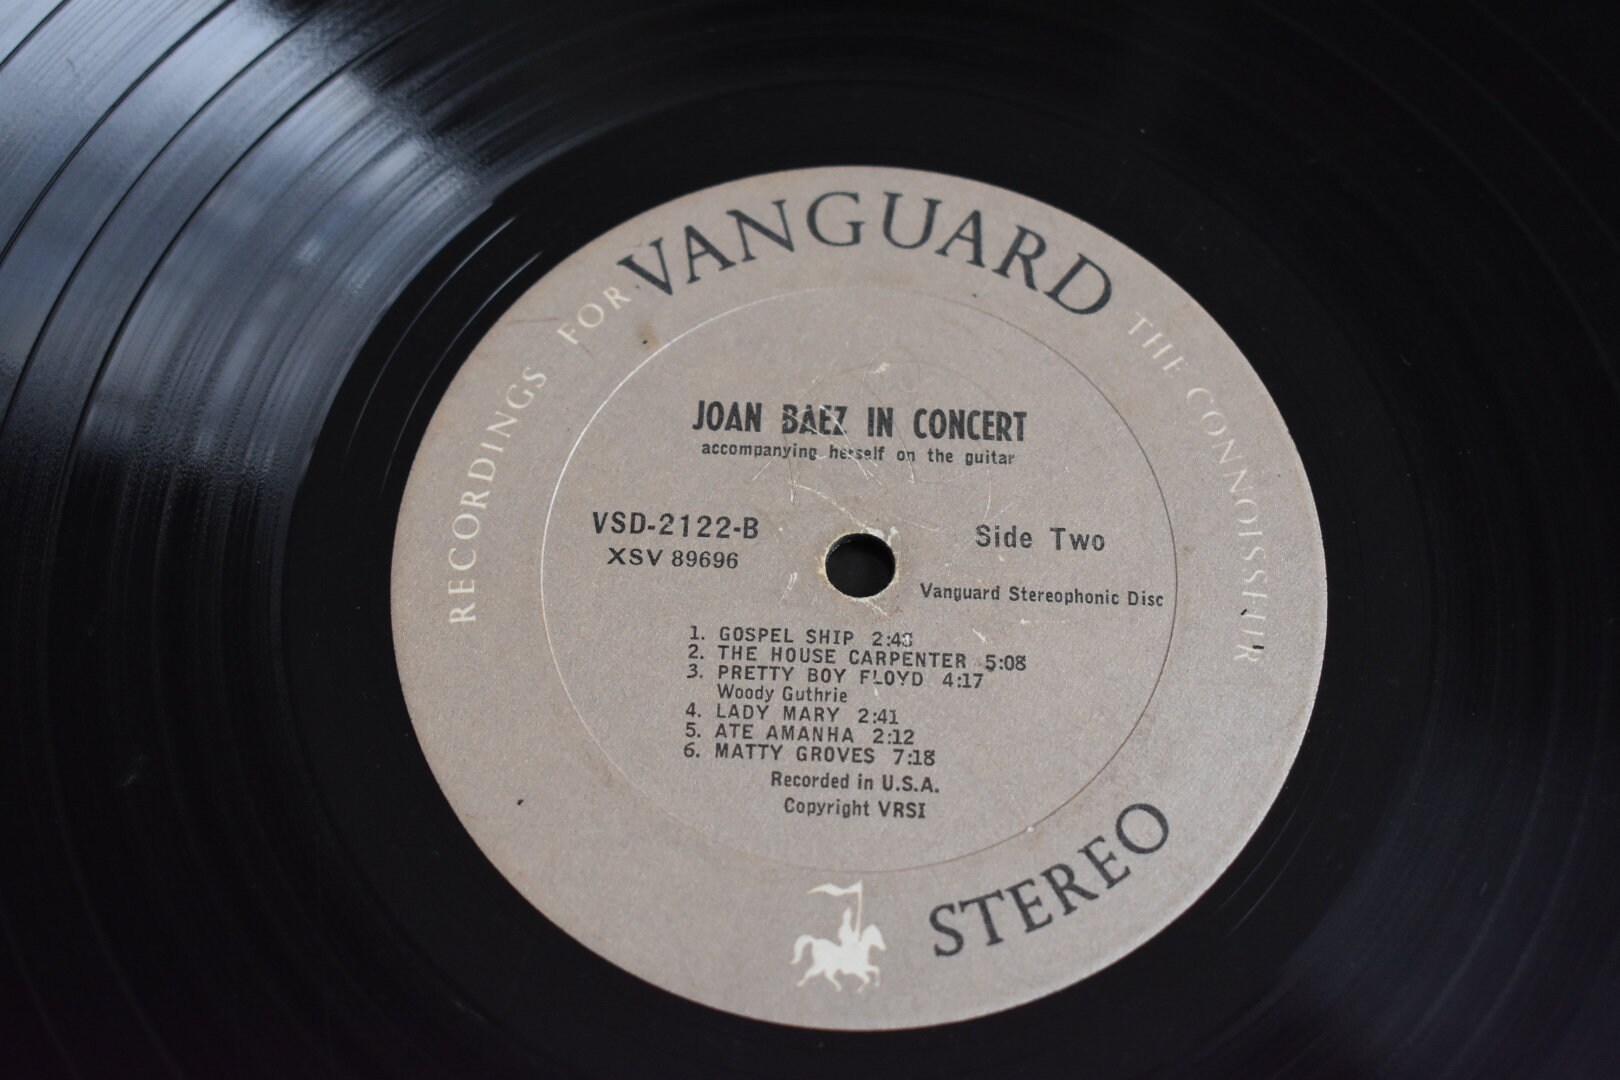 VANGUARD
RECORDINGS FOR
THE CONNOISSEUR
JOAN BAEZ IN CONCERT
accompanying herself on the guitar
VSD-2122-B
XSV 89696
Side Two
Vanguard Stereophonic Disc
1. GOSPEL SHIP
2. THE HOUSE CARPENTER 5:08
3. PRETTY BOY FLOYD 4:17
Woody Guthrie
4. LADY MARY 2:41
5. ATE AMANHA 2:12
6. MATTY GROVES 7:18
Recorded in U.S.A.
Copyright VRSI
STEREO